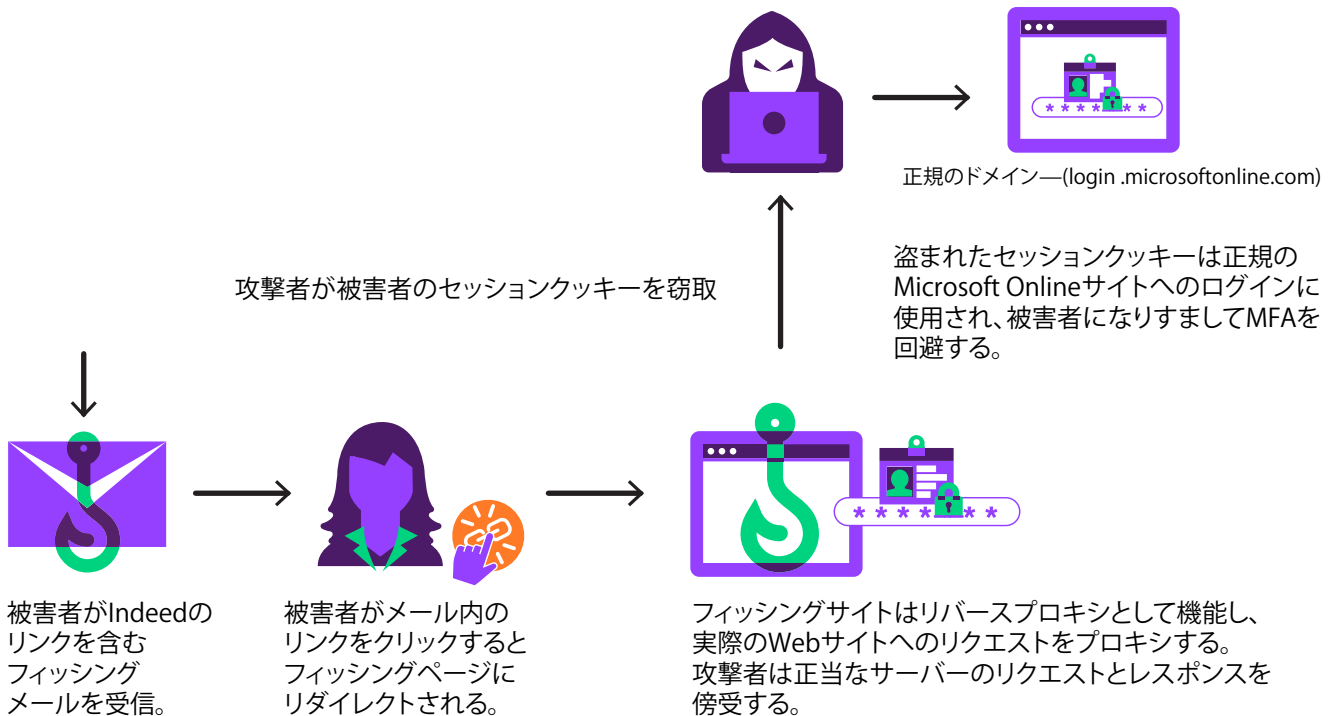 正規のドメイン—(login .microsoftonline.com)
盗まれたセッションクッキーは正規の
Microsoft Onlineサイトへのログインに
使用され、被害者になりすましてMFAを
回避する。
攻撃者が被害者のセッションクッキーを窃取
被害者がIndeedの
リンクを含む
フィッシング
メールを受信。
被害者がメール内の
リンクをクリックすると
フィッシングページに
リダイレクトされる。
フィッシングサイトはリバースプロキシとして機能し、
実際のWebサイトへのリクエストをプロキシする。
攻撃者は正当なサーバーのリクエストとレスポンスを
傍受する。